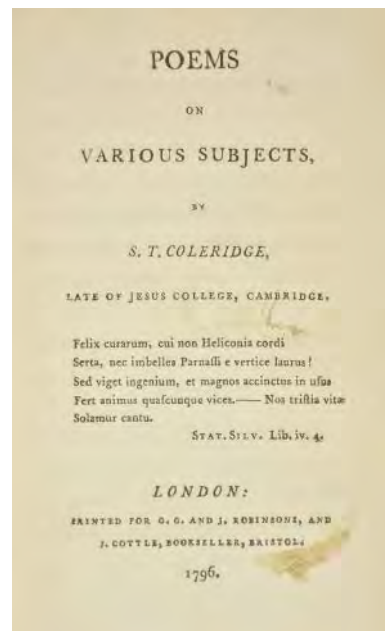 POEMS
ON
VARIOUS SUBJECTS,
BY
S. T. COLERIDGE,
LATE OF JESUS COLLEGE, CAMBRIDGE.
Felix curarum, cui non Heliconia cordi
Serta, nec imbelles Parnaſſi e vertice laurus!
Sed viget ingenium, et magnos accinctus in uſus
Fert animus quaſcunque vices.—— Nos triſtia vitæ
Solamur cantu.
STAT. SILV. Lib. iv. 4.
LONDON:
PRINTED FOR G. G. AND J. ROBINSONS, AND
J. COTTLE, BOOKSELLER, BRISTOL.
1796.